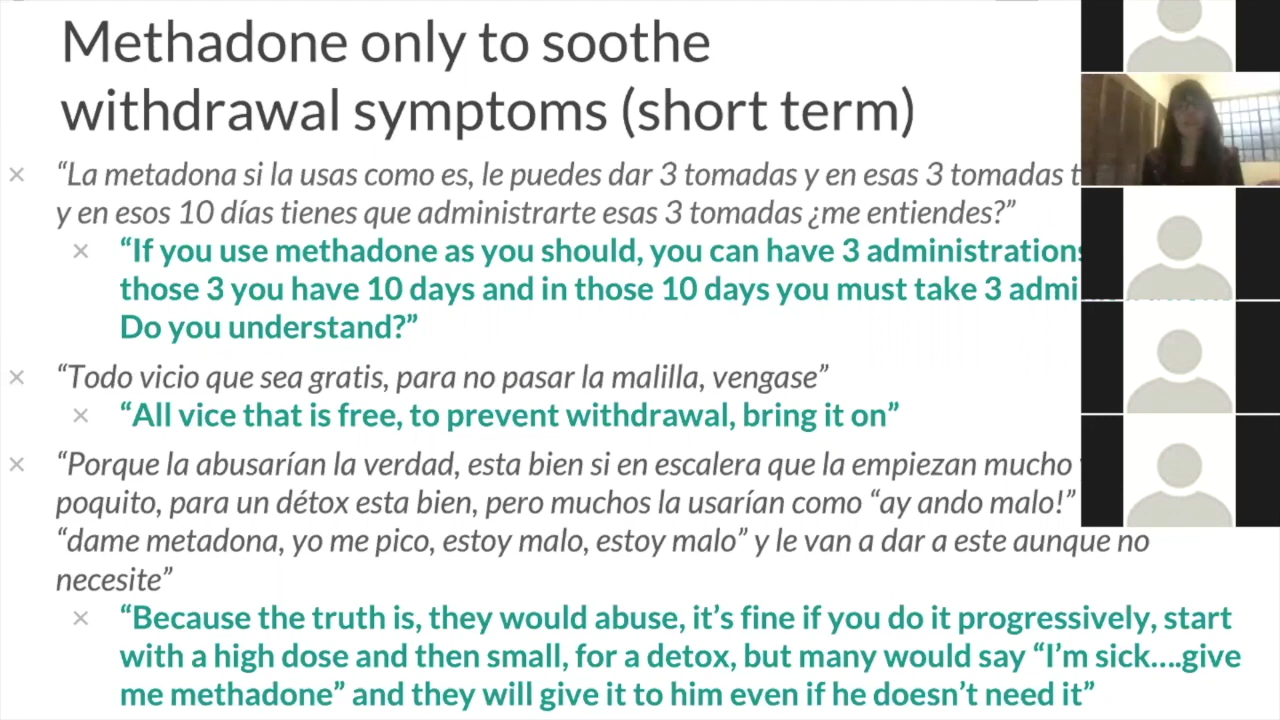 Methadone only to soothe
withdrawal symptoms (short term)
“La metadona si la usas como es, le puedes dar 3 tomadas y en esas 3 tomadas
y en esos 10 días tienes que administrarte esas 3 tomadas ¿me entiendes?”
“If you use methadone as you should, you can have 3 administrations
those 3 you have 10 days and in those 10 days you must take 3
Do you understand?”
“Todo vicio que sea gratis, para no pasar la malilla, vengase”
“All vice that is free, to prevent withdrawal, bring it on”
“Porque la abusarían la verdad, esta bien si en escalera que la empiezan mucho
poquito, para un détox esta bien, pero muchos la usarían como “ay ando malo!”
“dame metadona, yo me pico, estoy malo, estoy malo” y le van a dar a este aunque no
necesite”
“Because the truth is, they would abuse, it’s fine if you do it progressively, start
with a high dose and then small, for a detox, but many would say “I’m sick....give
me methadone” and they will give it to him even if he doesn’t need it”